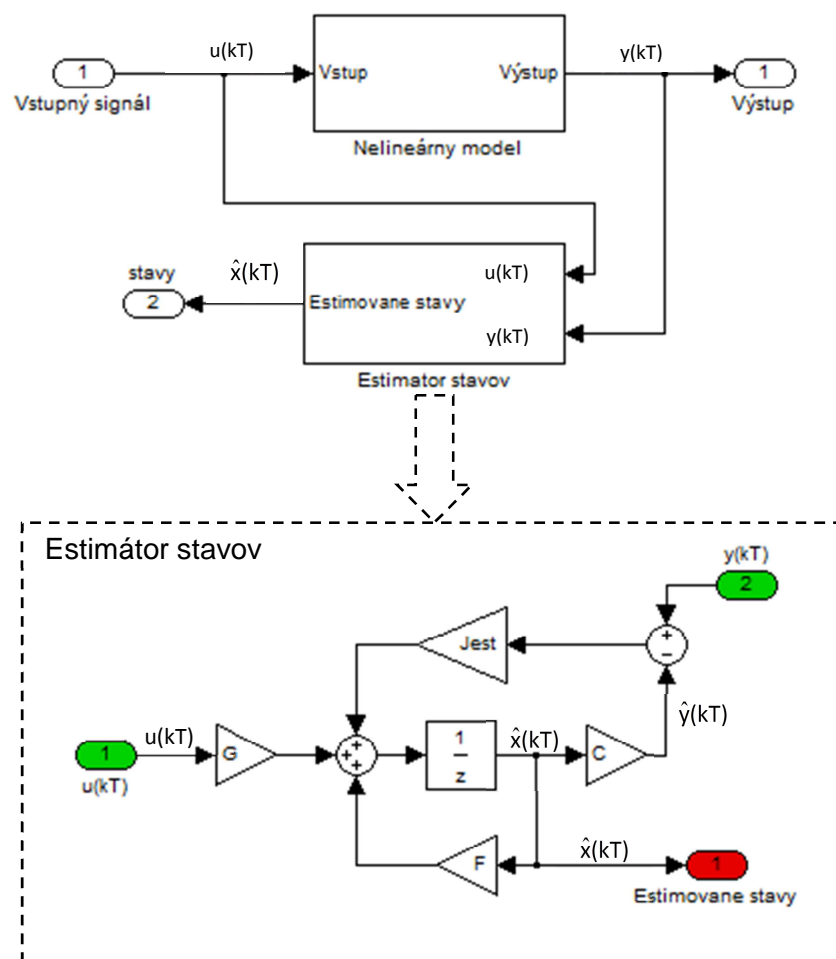 u(kT)
y(kT)
1
Vstup
Výstup
1
Vstupný signál
Výstup
Nelineárny model
stavy
x̂(kT)
u(kT)
2
Estimovane stavy
y(kT)
Estimator stavov
Estimátor stavov
y(kT)
2
Jest
+
−
ŷ(kT)
u(kT)
1
G
+
+
+
1
z
x̂(kT)
C
u(kT)
F
x̂(kT)
1
Estimovane stavy